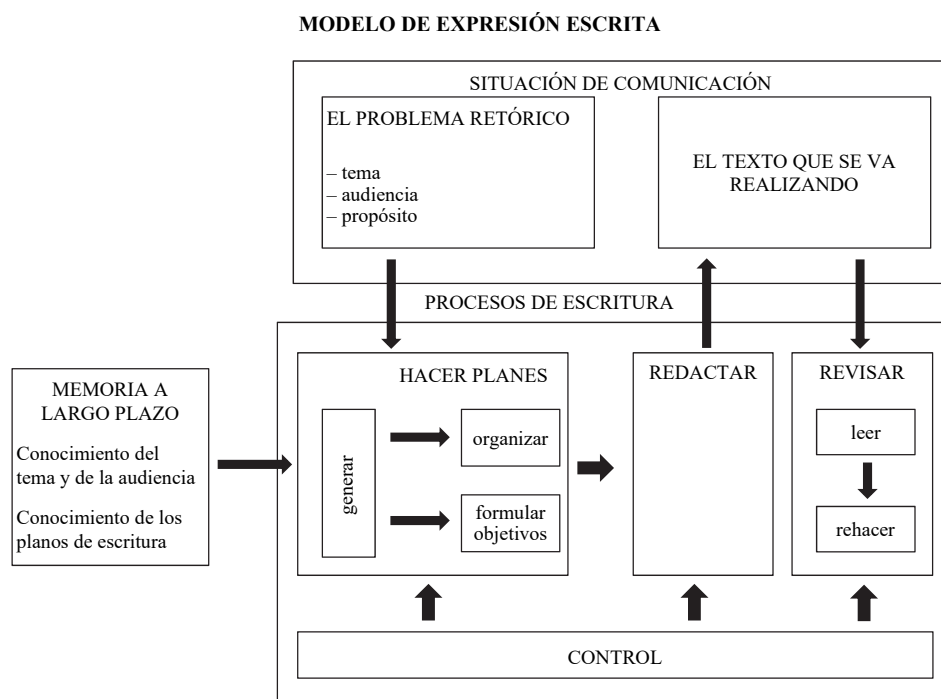 MODELO DE EXPRESIÓN ESCRITA
SITUACIÓN DE COMUNICACIÓN
EL PROBLEMA RETÓRICO
– tema
– audiencia
– propósito
EL TEXTO QUE SE VA
REALIZANDO
PROCESOS DE ESCRITURA
MEMORIA A
LARGO PLAZO
Conocimiento del
tema y de la audiencia
Conocimiento de los
planos de escritura
HACER PLANES
generar
organizar
formular
objetivos
REDACTAR
REVISAR
leer
rehacer
CONTROL